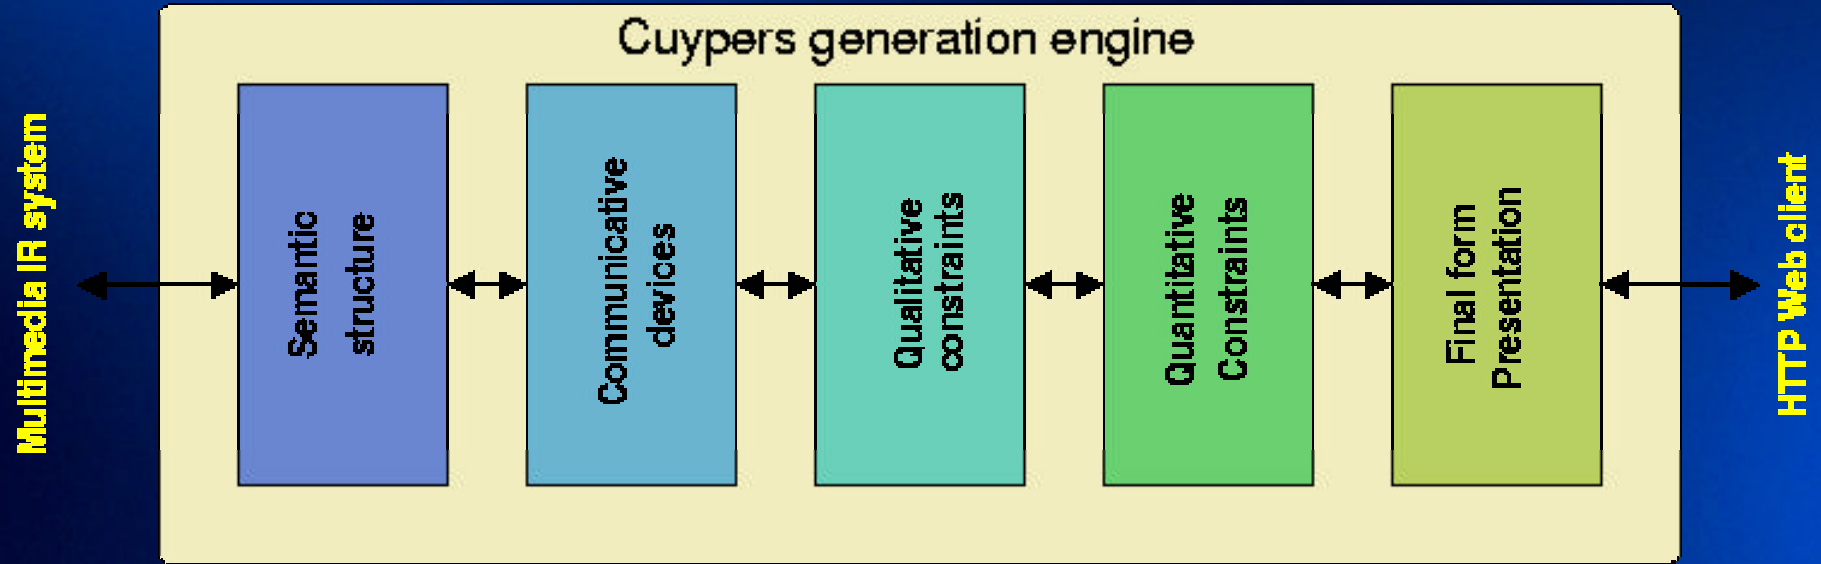 Cuypers generation engine
Multimedia IR system
Semantic
structure
Communicative
devices
Qualitative
constraints
Quantitative
Constraints
Final form
Presentation
HTTP Web client